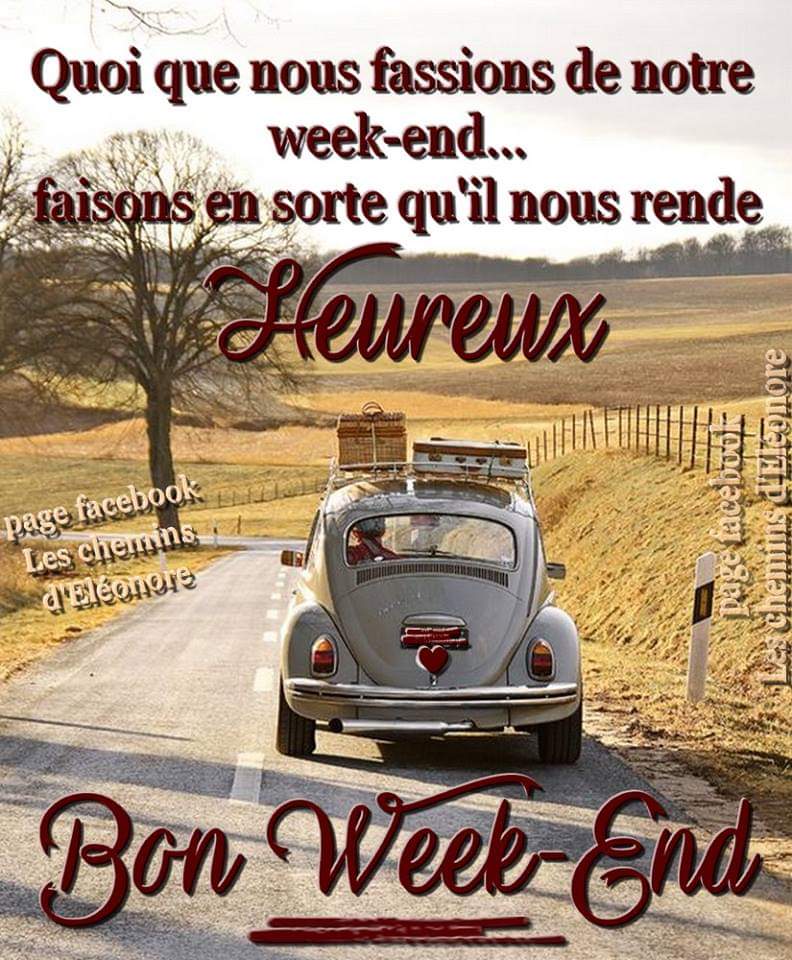 Quoi que nous fassions de notre
week-end...
faisons en sorte qu'il nous rende
Heureux
page facebook
Les chemins
d'Eléonore
page facebook
Les chemins d'Eléonore
Bon Week-End